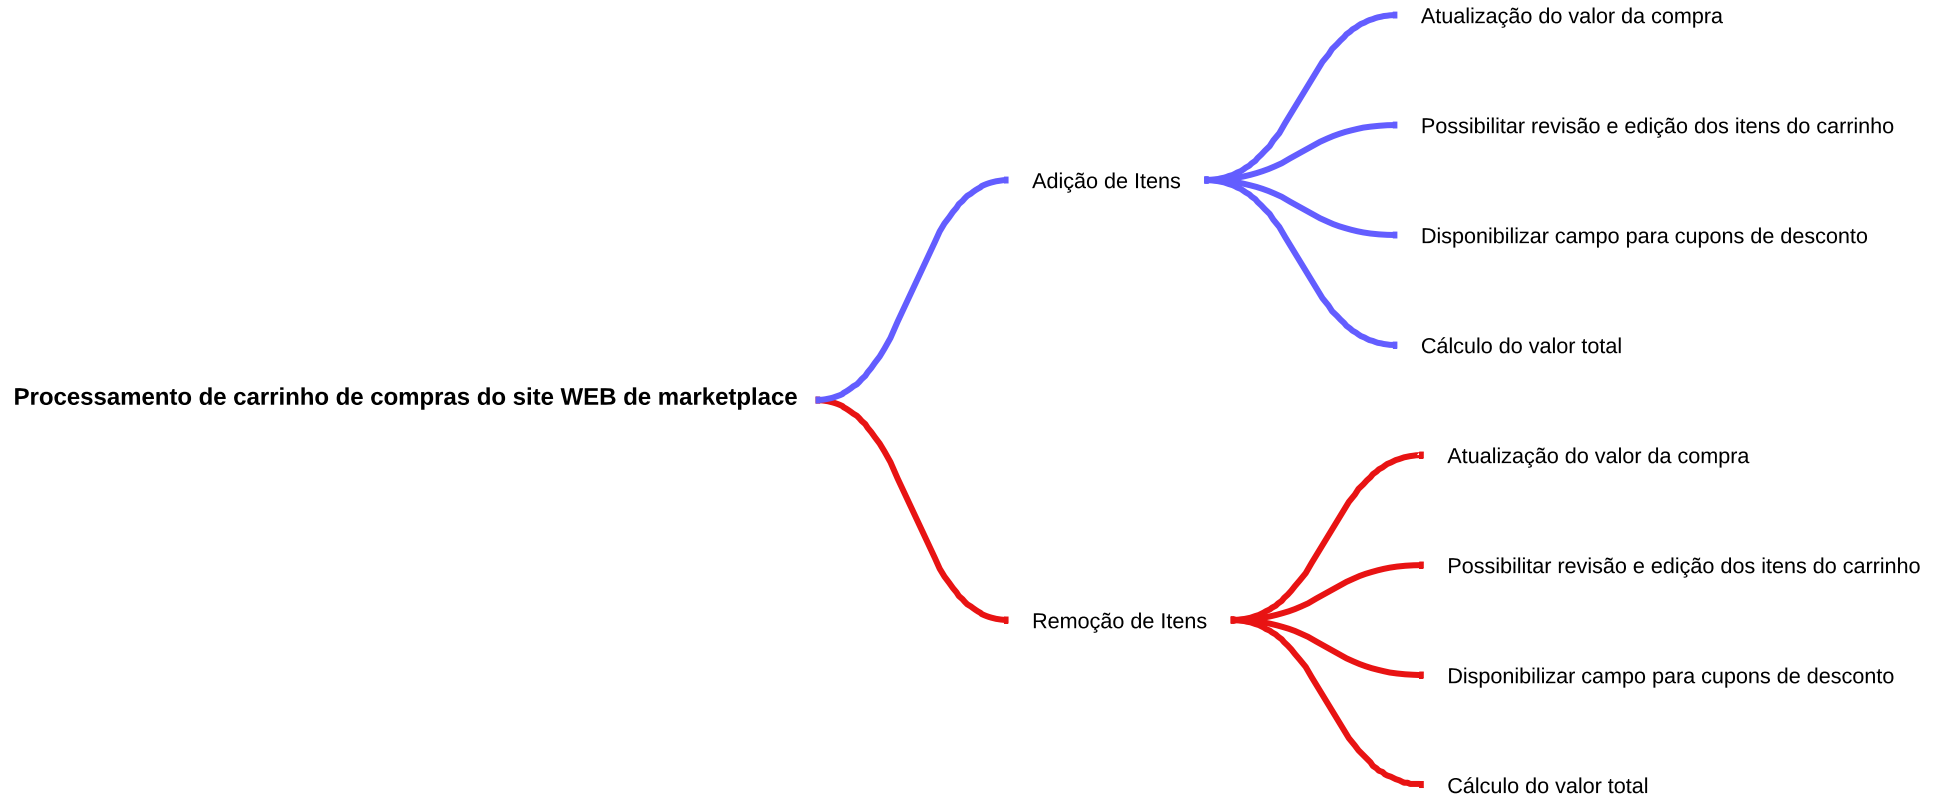 Processamento de carrinho de compras do site WEB de marketplace
Adição de Itens
Atualização do valor da compra
Possibilitar revisão e edição dos itens do carrinho
Disponibilizar campo para cupons de desconto
Cálculo do valor total
Remoção de Itens
Atualização do valor da compra
Possibilitar revisão e edição dos itens do carrinho
Disponibilizar campo para cupons de desconto
Cálculo do valor total